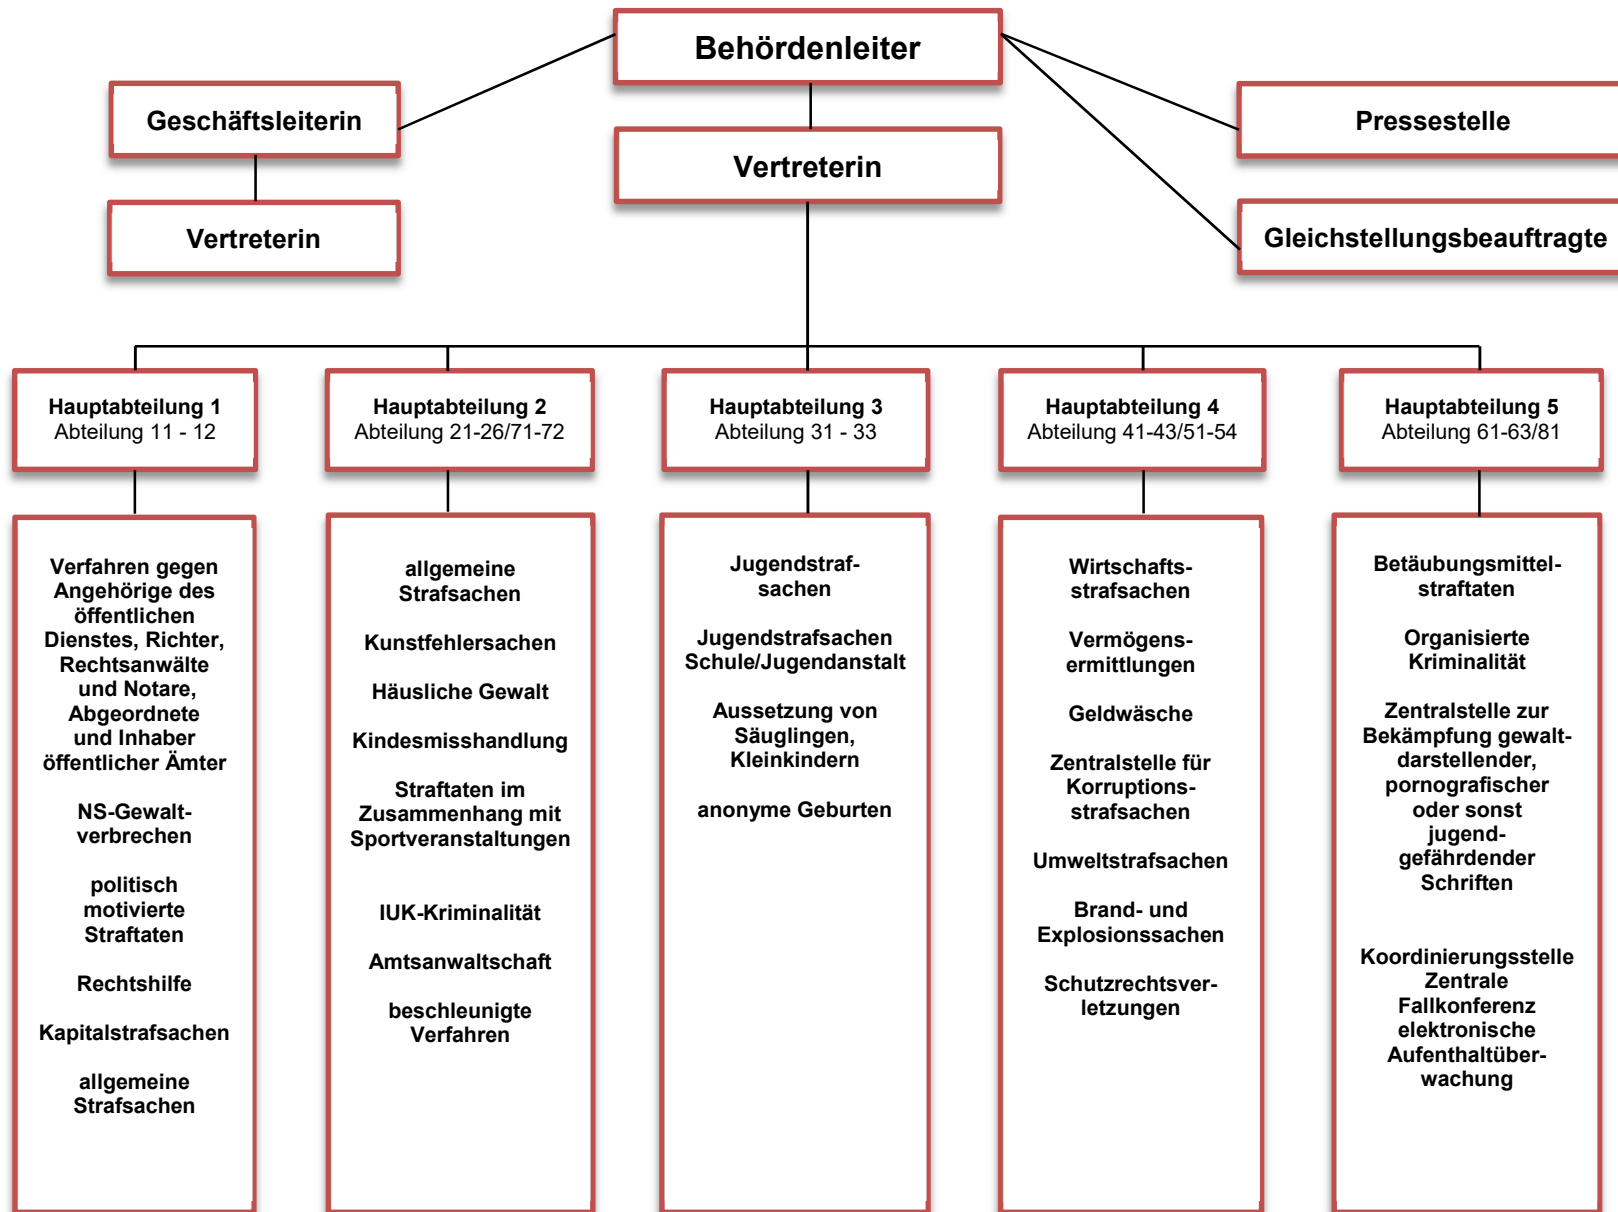 Behördenleiter
Geschäftsleiterin
Pressestelle
Vertreterin
Vertreterin
Gleichstellungsbeauftragte
Hauptabteilung 1
Abteilung 11 - 12
Hauptabteilung 2
Abteilung 21-26/71-72
Hauptabteilung 3
Abteilung 31 - 33
Hauptabteilung 4
Abteilung 41-43/51-54
Hauptabteilung 5
Abteilung 61-63/81
Verfahren gegen
Angehörige des
öffentlichen
Dienstes, Richter,
Rechtsanwälte
und Notare,
Abgeordnete
und Inhaber
öffentlicher Ämter
NS-Gewalt-
verbrechen
politisch
motivierte
Straftaten
Rechtshilfe
Kapitalstrafsachen
allgemeine
Strafsachen
allgemeine
Strafsachen
Kunstfehlersachen
Häusliche Gewalt
Kindesmisshandlung
Straftaten im
Zusammenhang mit
Sportveranstaltungen
IUK-Kriminalität
Amtsanwaltschaft
beschleunigte
Verfahren
Jugendstraf-
sachen
Jugendstrafsachen
Schule/Jugendanstalt
Aussetzung von
Säuglingen,
Kleinkindern
anonyme Geburten
Wirtschafts-
strafsachen
Vermögens-
ermittlungen
Geldwäsche
Zentralstelle für
Korruptions-
strafsachen
Umweltstrafsachen
Brand- und
Explosionssachen
Schutzrechtsver-
letzungen
Betäubungsmittel-
straftaten
Organisierte
Kriminalität
Zentralstelle zur
Bekämpfung gewalt-
darstellender,
pornografischer
oder sonst
jugend-
gefährdender
Schriften
Koordinierungsstelle
Zentrale
Fallkonferenz
elektronische
Aufenthaltüber-
wachung